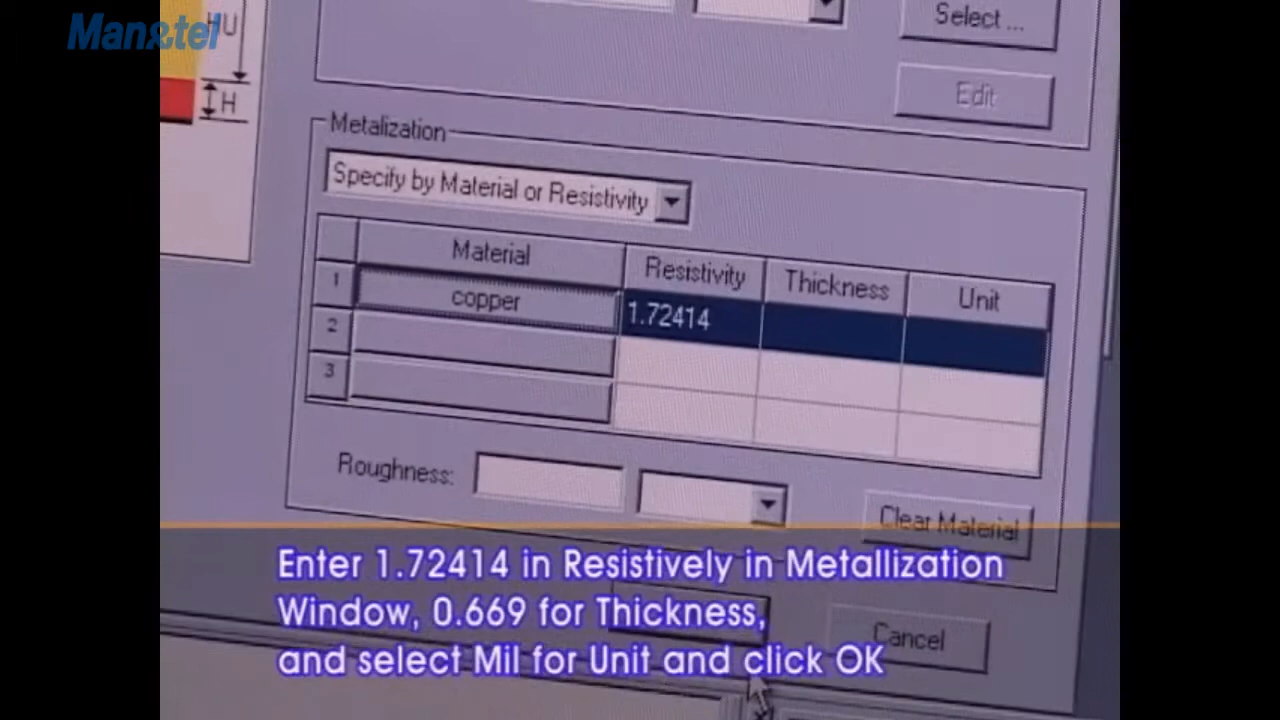 Man&tel
HU
Select ...
H
Edit
Metalization
Specify by Material or Resistivity
Material Resistivity Thickness Unit
1 copper 1.72414
2
3
Roughness:
Clear Material
Enter 1.72414 in Resistively in Metallization
Window, 0.669 for Thickness,
and select Mil for Unit and click OK
Cancel